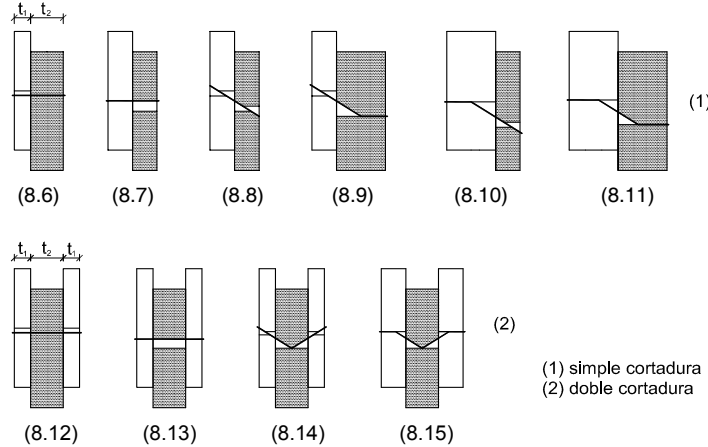 t₁ t₂
(1)
(8.6) (8.7) (8.8) (8.9) (8.10) (8.11)
t₁ t₂ t₁
(2)
(1) simple cortadura
(2) doble cortadura
(8.12) (8.13) (8.14) (8.15)